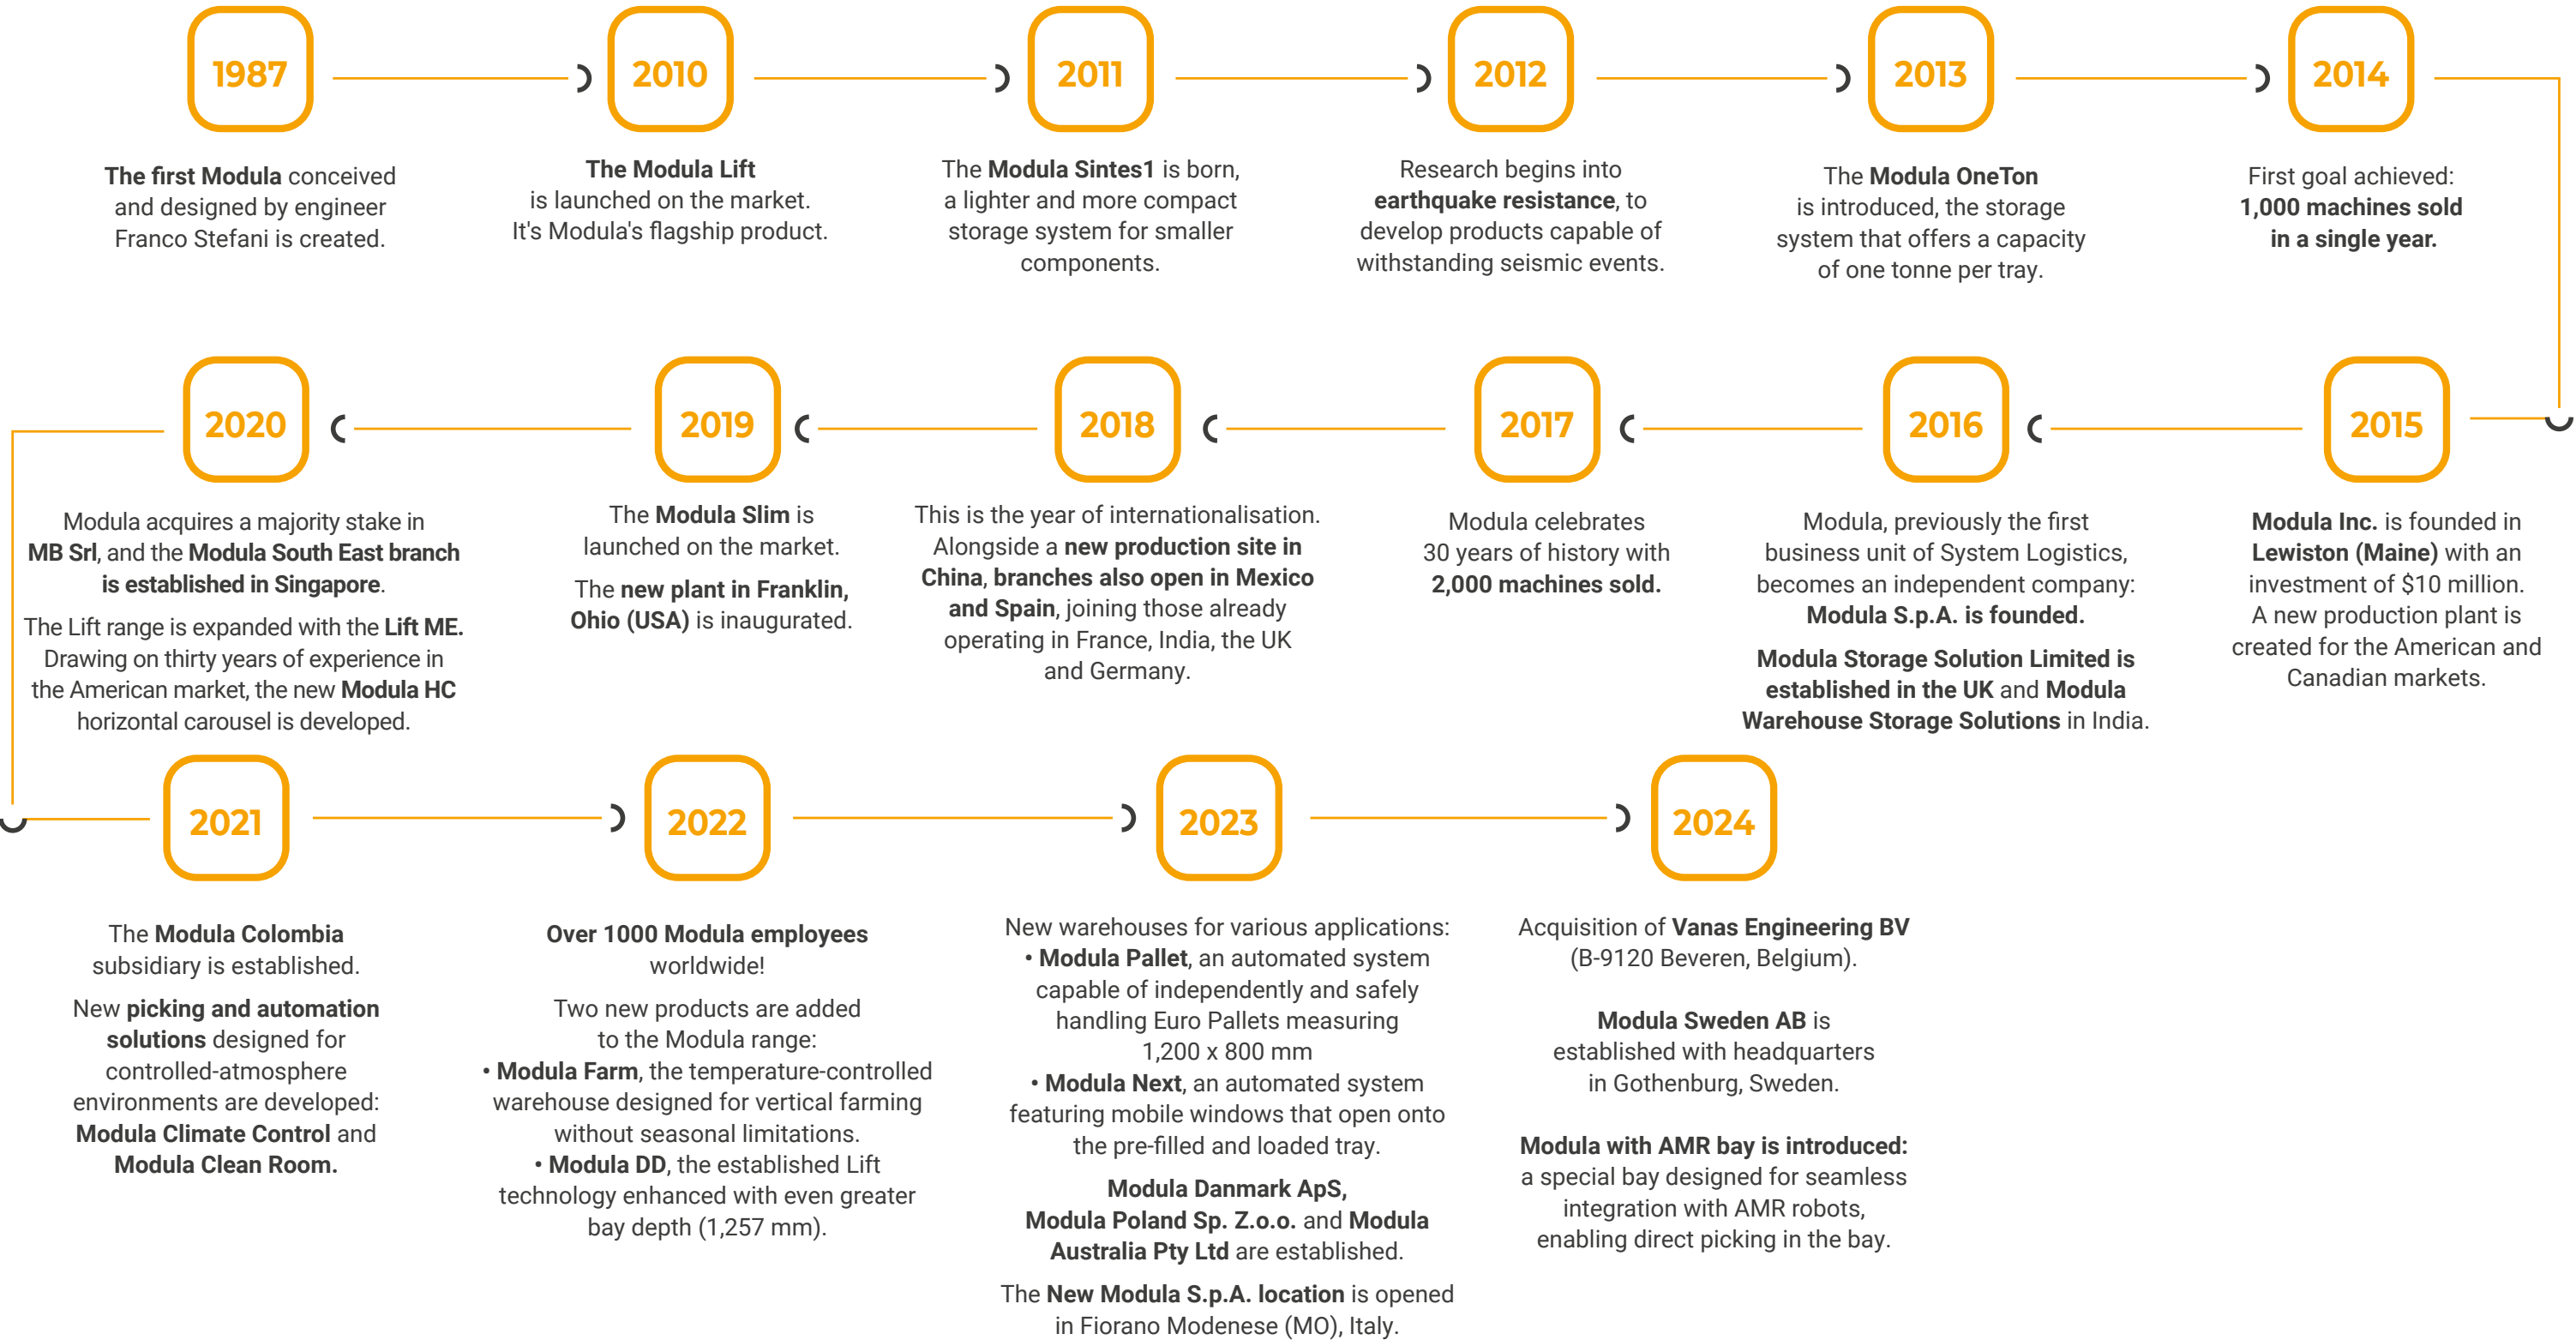 1987
The first Modula conceived
and designed by engineer
Franco Stefani is created.
2010
The Modula Lift
is launched on the market.
It's Modula's flagship product.
2011
The Modula Sintes1 is born,
a lighter and more compact
storage system for smaller
components.
2012
Research begins into
earthquake resistance, to
develop products capable of
withstanding seismic events.
2013
The Modula OneTon
is introduced, the storage
system that offers a capacity
of one tonne per tray.
2014
First goal achieved:
1,000 machines sold
in a single year.
2015
Modula Inc. is founded in
Lewiston (Maine) with an
investment of $10 million.
A new production plant is
created for the American and
Canadian markets.
2016
Modula, previously the first
business unit of System Logistics,
becomes an independent company:
Modula S.p.A. is founded.
Modula Storage Solution Limited is
established in the UK and Modula
Warehouse Storage Solutions in India.
2017
Modula celebrates
30 years of history with
2,000 machines sold.
2018
This is the year of internationalisation.
Alongside a new production site in
China, branches also open in Mexico
and Spain, joining those already
operating in France, India, the UK
and Germany.
2019
The Modula Slim is
launched on the market.
The new plant in Franklin,
Ohio (USA) is inaugurated.
2020
Modula acquires a majority stake in
MB Srl, and the Modula South East branch
is established in Singapore.
The Lift range is expanded with the Lift ME.
Drawing on thirty years of experience in
the American market, the new Modula HC
horizontal carousel is developed.
2021
The Modula Colombia
subsidiary is established.
New picking and automation
solutions designed for
controlled-atmosphere
environments are developed:
Modula Climate Control and
Modula Clean Room.
2022
Over 1000 Modula employees
worldwide!
Two new products are added
to the Modula range:
• Modula Farm, the temperature-controlled
warehouse designed for vertical farming
without seasonal limitations.
• Modula DD, the established Lift
technology enhanced with even greater
bay depth (1,257 mm).
2023
New warehouses for various applications:
• Modula Pallet, an automated system
capable of independently and safely
handling Euro Pallets measuring
1,200 x 800 mm
• Modula Next, an automated system
featuring mobile windows that open onto
the pre-filled and loaded tray.
Modula Danmark ApS,
Modula Poland Sp. Z.o.o. and Modula
Australia Pty Ltd are established.
The New Modula S.p.A. location is opened
in Fiorano Modenese (MO), Italy.
2024
Acquisition of Vanas Engineering BV
(B-9120 Beveren, Belgium).
Modula Sweden AB is
established with headquarters
in Gothenburg, Sweden.
Modula with AMR bay is introduced:
a special bay designed for seamless
integration with AMR robots,
enabling direct picking in the bay.